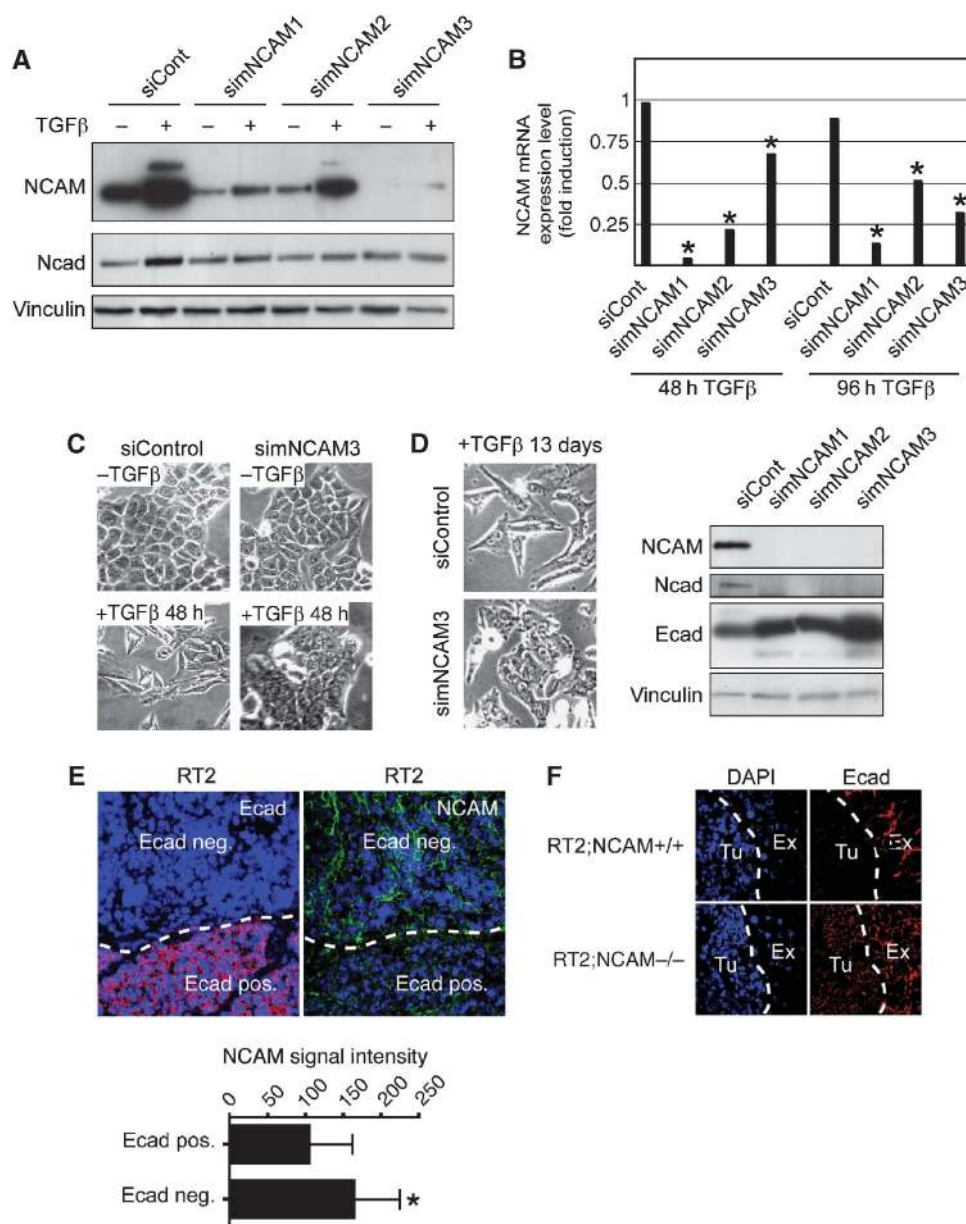 A
siCont
simNCAM1
simNCAM2
simNCAM3
TGFβ – + – + – + – +
NCAM
Ncad
Vinculin
B
NCAM mRNA
expression level
(fold induction)
1
0.75
0.5
0.25
* * * * * *
siCont
simNCAM1
simNCAM2
simNCAM3
siCont
simNCAM1
simNCAM2
simNCAM3
48 h TGFβ
96 h TGFβ
C
siControl
simNCAM3
–TGFβ
–TGFβ
+TGFβ 48 h
+TGFβ 48 h
D
+TGFβ 13 days
siControl
simNCAM3
siCont
simNCAM1
simNCAM2
simNCAM3
NCAM
Ncad
Ecad
Vinculin
E
RT2
RT2
Ecad
Ecad neg.
Ecad pos.
NCAM
Ecad neg.
Ecad pos.
NCAM signal intensity
0 50 100 150 200 250
Ecad pos.
Ecad neg.
*
F
DAPI
Ecad
RT2;NCAM+/+
Tu Ex
Tu Ex
RT2;NCAM–/–
Tu Ex
Tu Ex